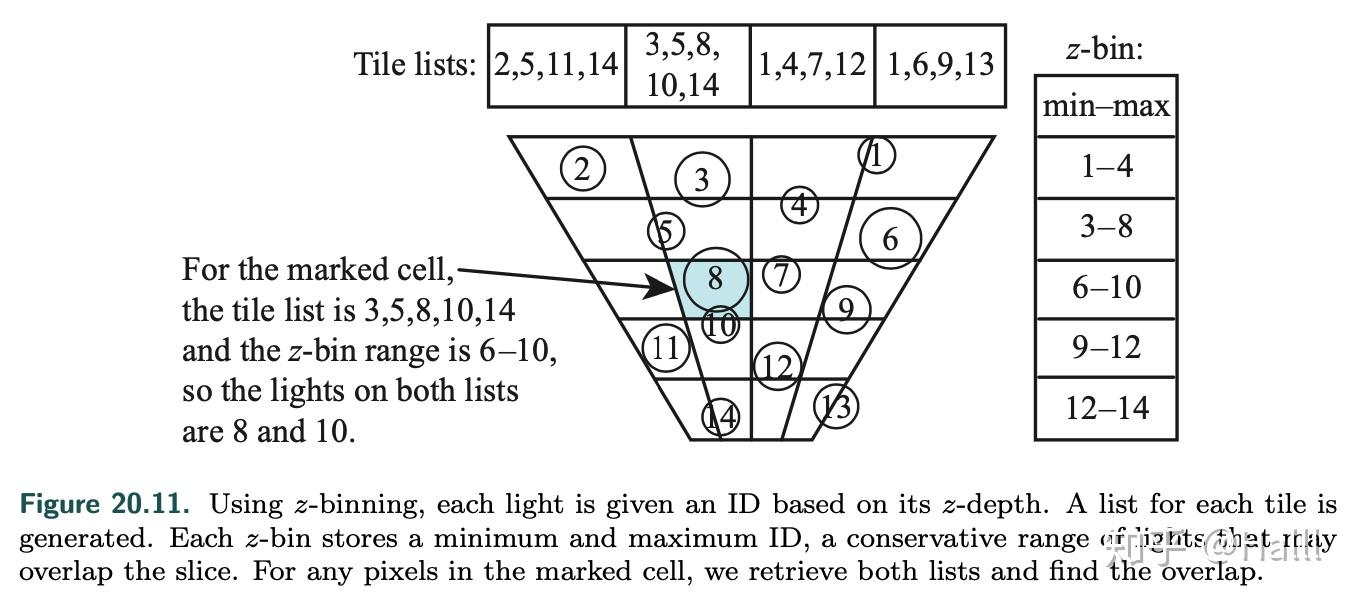 Tile lists: 2,5,11,14 3,5,8, 10,14 1,4,7,12 1,6,9,13
z-bin:
min–max
1–4
3–8
6–10
9–12
12–14
1
2
3
4
5
6
7
8
9
10
11
12
13
14
For the marked cell,
the tile list is 3,5,8,10,14
and the z-bin range is 6–10,
so the lights on both lists
are 8 and 10.
Figure 20.11. Using z-binning, each light is given an ID based on its z-depth. A list for each tile is
generated. Each z-bin stores a minimum and maximum ID, a conservative range of lights that may
overlap the slice. For any pixels in the marked cell, we retrieve both lists and find the overlap.
知乎